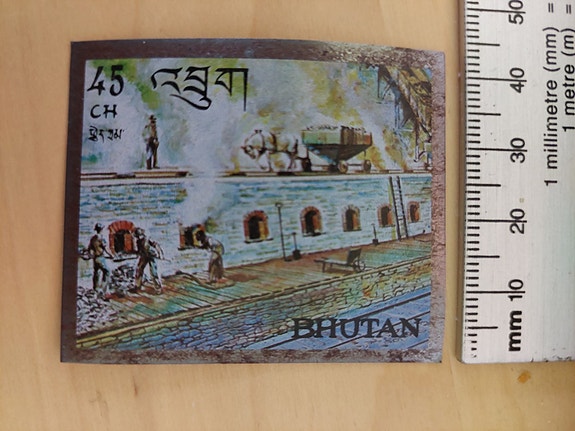 45 འབྲུག
CH
BHUTAN
mm 10 20 30 40 50
1 millimetre (mm) =
1 metre (m) =